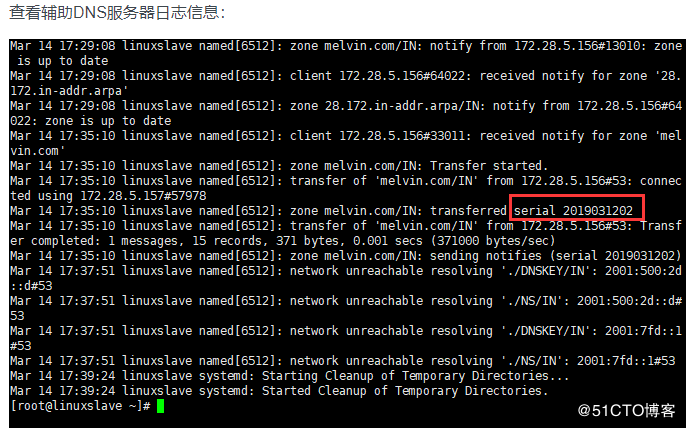 查看辅助DNS服务器日志信息：
Mar 14 17:29:08 linuxslave named[6512]: zone melvin.com/IN: notify from 172.28.5.156#13010: zone
 is up to date
Mar 14 17:29:08 linuxslave named[6512]: client 172.28.5.156#64022: received notify for zone '28.
172.in-addr.arpa'
Mar 14 17:29:08 linuxslave named[6512]: zone 28.172.in-addr.arpa/IN: notify from 172.28.5.156#64
022: zone is up to date
Mar 14 17:35:10 linuxslave named[6512]: client 172.28.5.156#33011: received notify for zone 'mel
vin.com'
Mar 14 17:35:10 linuxslave named[6512]: zone melvin.com/IN: Transfer started.
Mar 14 17:35:10 linuxslave named[6512]: transfer of 'melvin.com/IN' from 172.28.5.156#53: connec
ted using 172.28.5.157#57978
Mar 14 17:35:10 linuxslave named[6512]: zone melvin.com/IN: transferred serial 2019031202
Mar 14 17:35:10 linuxslave named[6512]: transfer of 'melvin.com/IN' from 172.28.5.156#53: Transf
er completed: 1 messages, 15 records, 371 bytes, 0.001 secs (371000 bytes/sec)
Mar 14 17:35:10 linuxslave named[6512]: zone melvin.com/IN: sending notifies (serial 2019031202)
Mar 14 17:37:51 linuxslave named[6512]: network unreachable resolving './DNSKEY/IN': 2001:500:2d
::d#53
Mar 14 17:37:51 linuxslave named[6512]: network unreachable resolving './NS/IN': 2001:500:2d::d#
53
Mar 14 17:37:51 linuxslave named[6512]: network unreachable resolving './DNSKEY/IN': 2001:7fd::1
#53
Mar 14 17:37:51 linuxslave named[6512]: network unreachable resolving './NS/IN': 2001:7fd::1#53
Mar 14 17:39:24 linuxslave systemd: Starting Cleanup of Temporary Directories...
Mar 14 17:39:24 linuxslave systemd: Started Cleanup of Temporary Directories.
[root@linuxslave ~]#
@51CTO博客